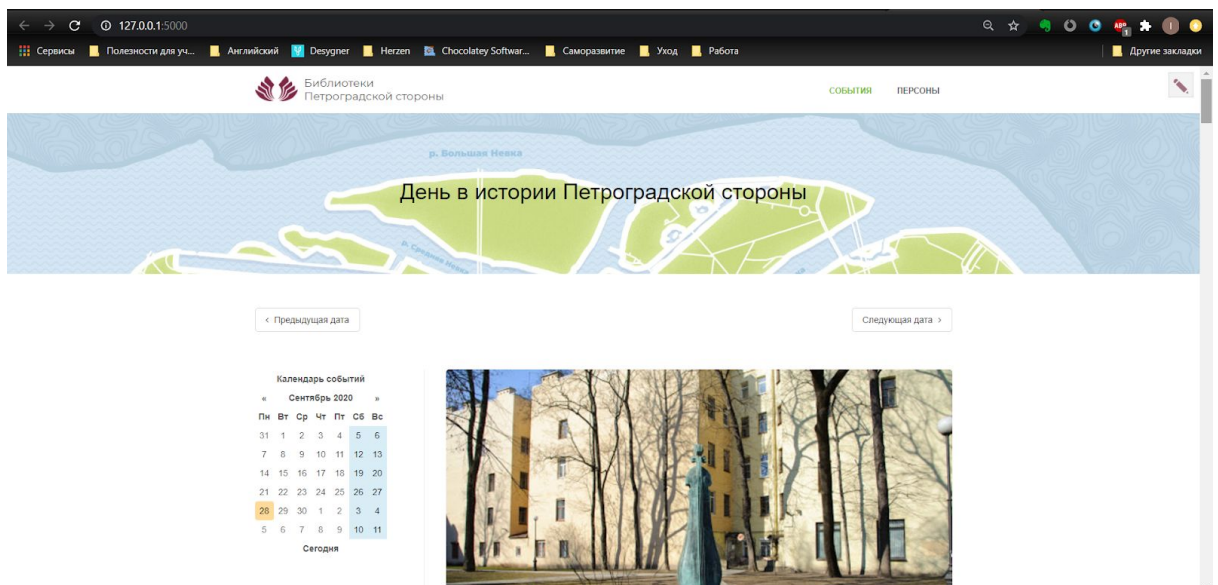 127.0.0.1:5000
Сервисы Полезности для уч... Английский Desygner Herzen Chocolatey Softwar... Саморазвитие Уход Работа Другие закладки
Библиотеки
Петроградской стороны
СОБЫТИЯ ПЕРСОНЫ
р. Большая Невка
День в истории Петроградской стороны
р. Средняя Невка
< Предыдущая дата
Следующая дата >
Календарь событий
« Сентябрь 2020 »
Пн Вт Ср Чт Пт Сб Вс
31 1 2 3 4 5 6
7 8 9 10 11 12 13
14 15 16 17 18 19 20
21 22 23 24 25 26 27
28 29 30 1 2 3 4
5 6 7 8 9 10 11
Сегодня